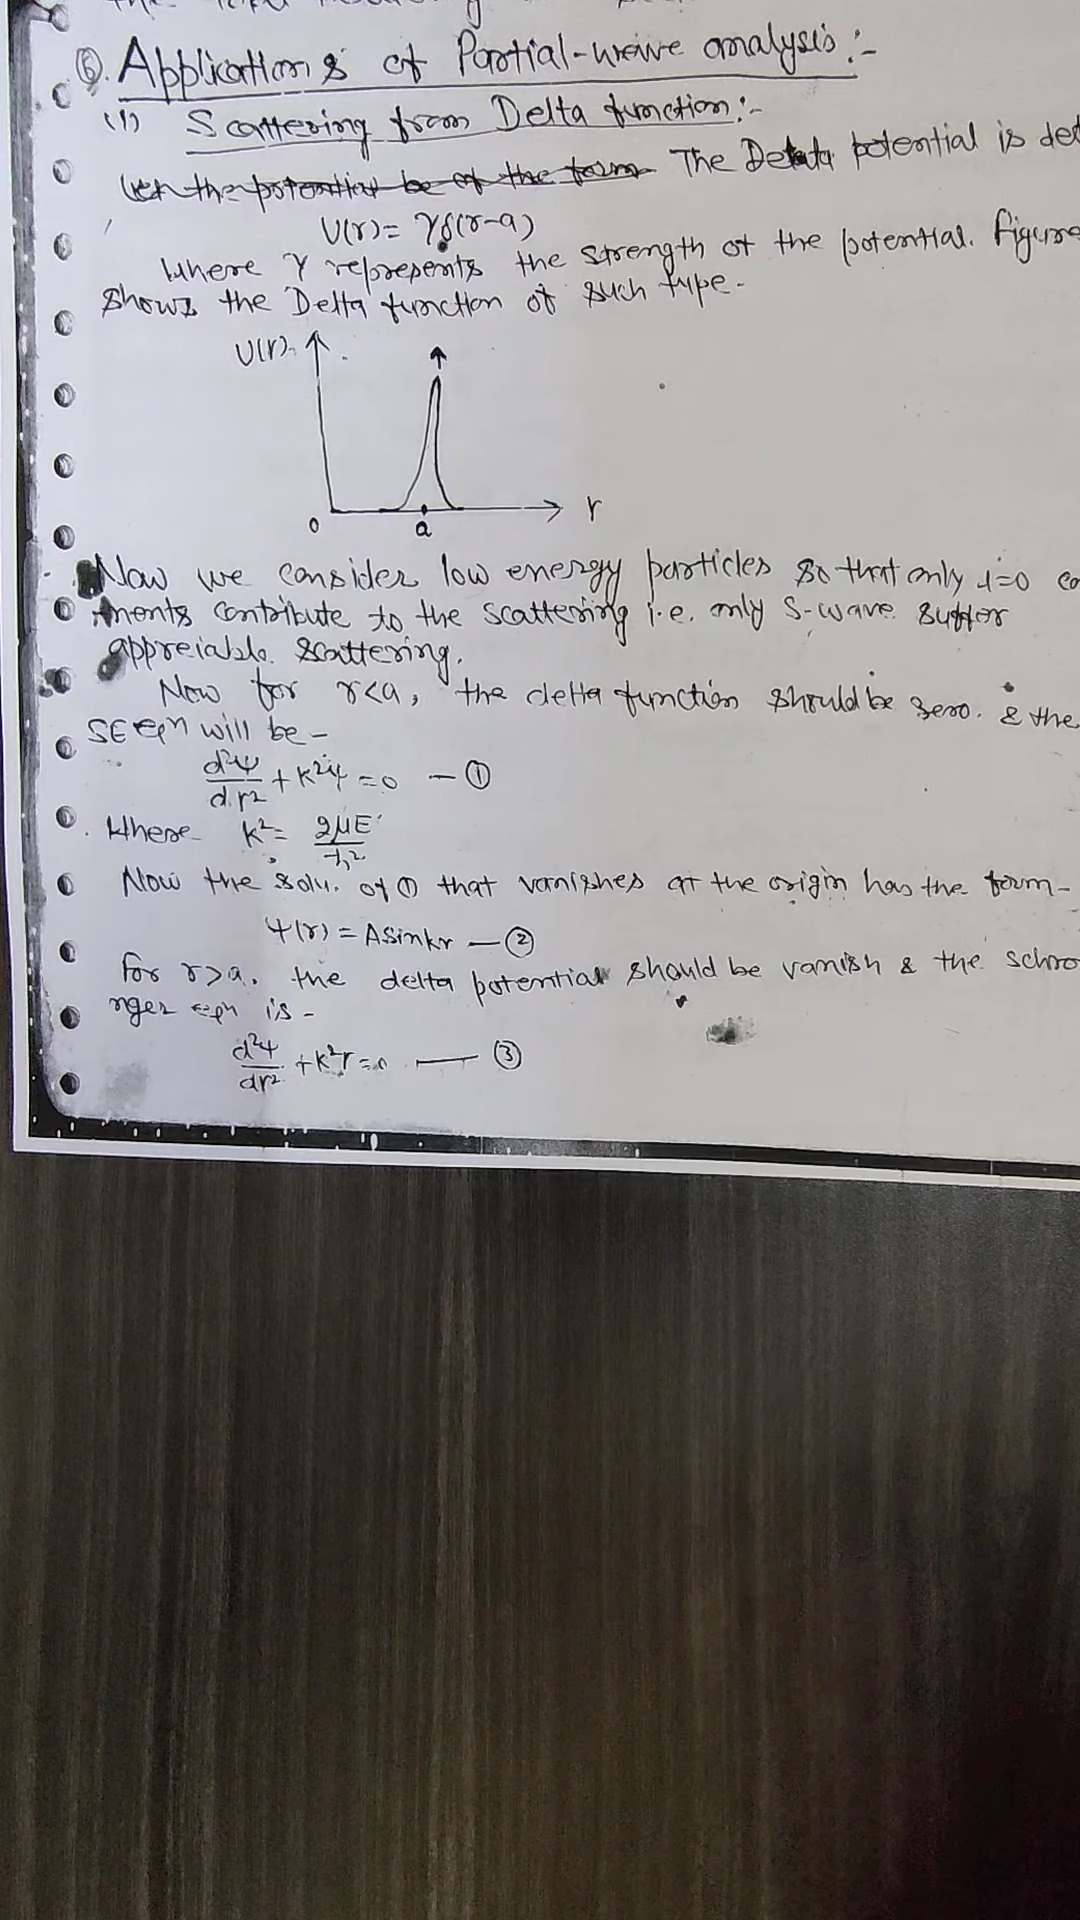 ⑥. Applications of Partial-wave analysis:-
(1) Scattering from Delta function:-
The Delta potential is def
V(r)= γδ(r-a)
Where γ represents the strength of the potential. Figure
shows the Delta function of such type-
V(r)
0 a r
Now we consider low energy particles so that only l=0 co
ments contribute to the scattering i.e. only S-wave suffer
appreiable scattering.
Now for r<a, the delta function should be zero. & the
SE eqn will be-
d²ψ/dr² + k²ψ =0 — ①
Where k²= 2μE/ħ²
Now the solu. of ① that vanishes at the origin has the form-
ψ(r) = A sinkr — ②
for r>a, the delta potential should be vanish & the schro
nger eqn is-
d²ψ/dr² + k²r =0 — ③